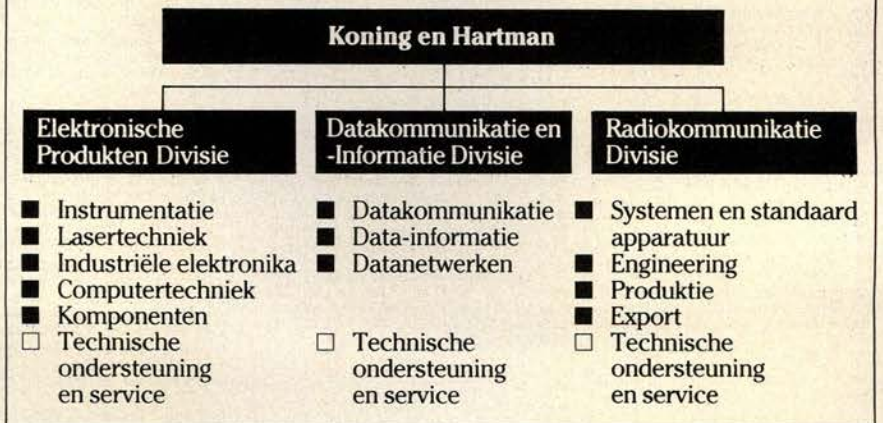 Koning en Hartman
Elektronische
Produkten Divisie
■ Instrumentatie
■ Lasertechniek
■ Industriële elektronika
■ Computertechniek
■ Komponenten
□ Technische
ondersteuning
en service
Datakommunikatie en
-Informatie Divisie
■ Datakommunikatie
■ Data-informatie
■ Datanetwerken
□ Technische
ondersteuning
en service
Radiokommunikatie
Divisie
■ Systemen en standaard
apparatuur
■ Engineering
■ Produktie
■ Export
□ Technische
ondersteuning
en service